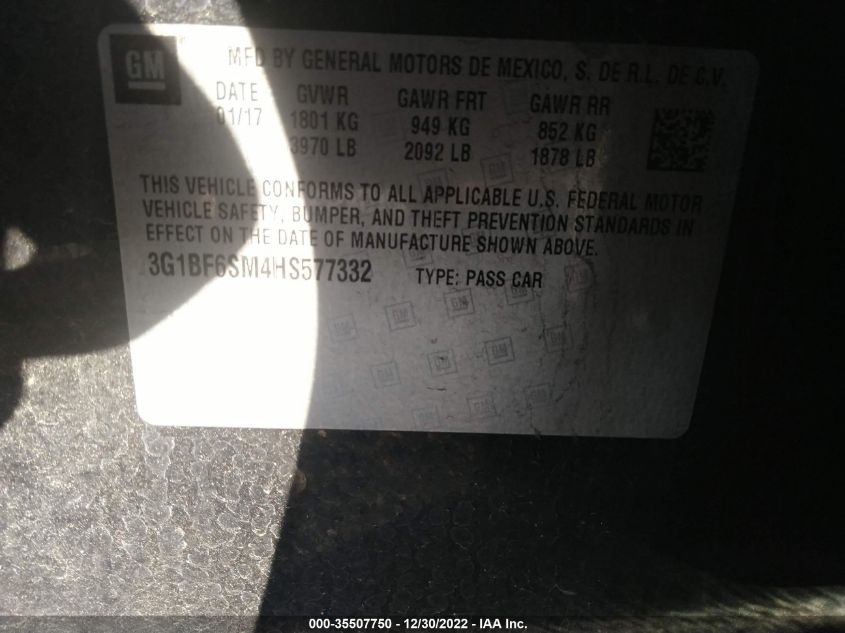 GM
MFD BY GENERAL MOTORS DE MEXICO, S. DE R.L. DE C.V.
DATE GVWR GAWR FRT GAWR RR
01/17 1801 KG 949 KG 852 KG
3970 LB 2092 LB 1878 LB
THIS VEHICLE CONFORMS TO ALL APPLICABLE U.S. FEDERAL MOTOR
VEHICLE SAFETY, BUMPER, AND THEFT PREVENTION STANDARDS IN
EFFECT ON THE DATE OF MANUFACTURE SHOWN ABOVE.
3G1BF6SM4HS577332 TYPE: PASS CAR
000-35507750 - 12/30/2022 - IAA Inc.